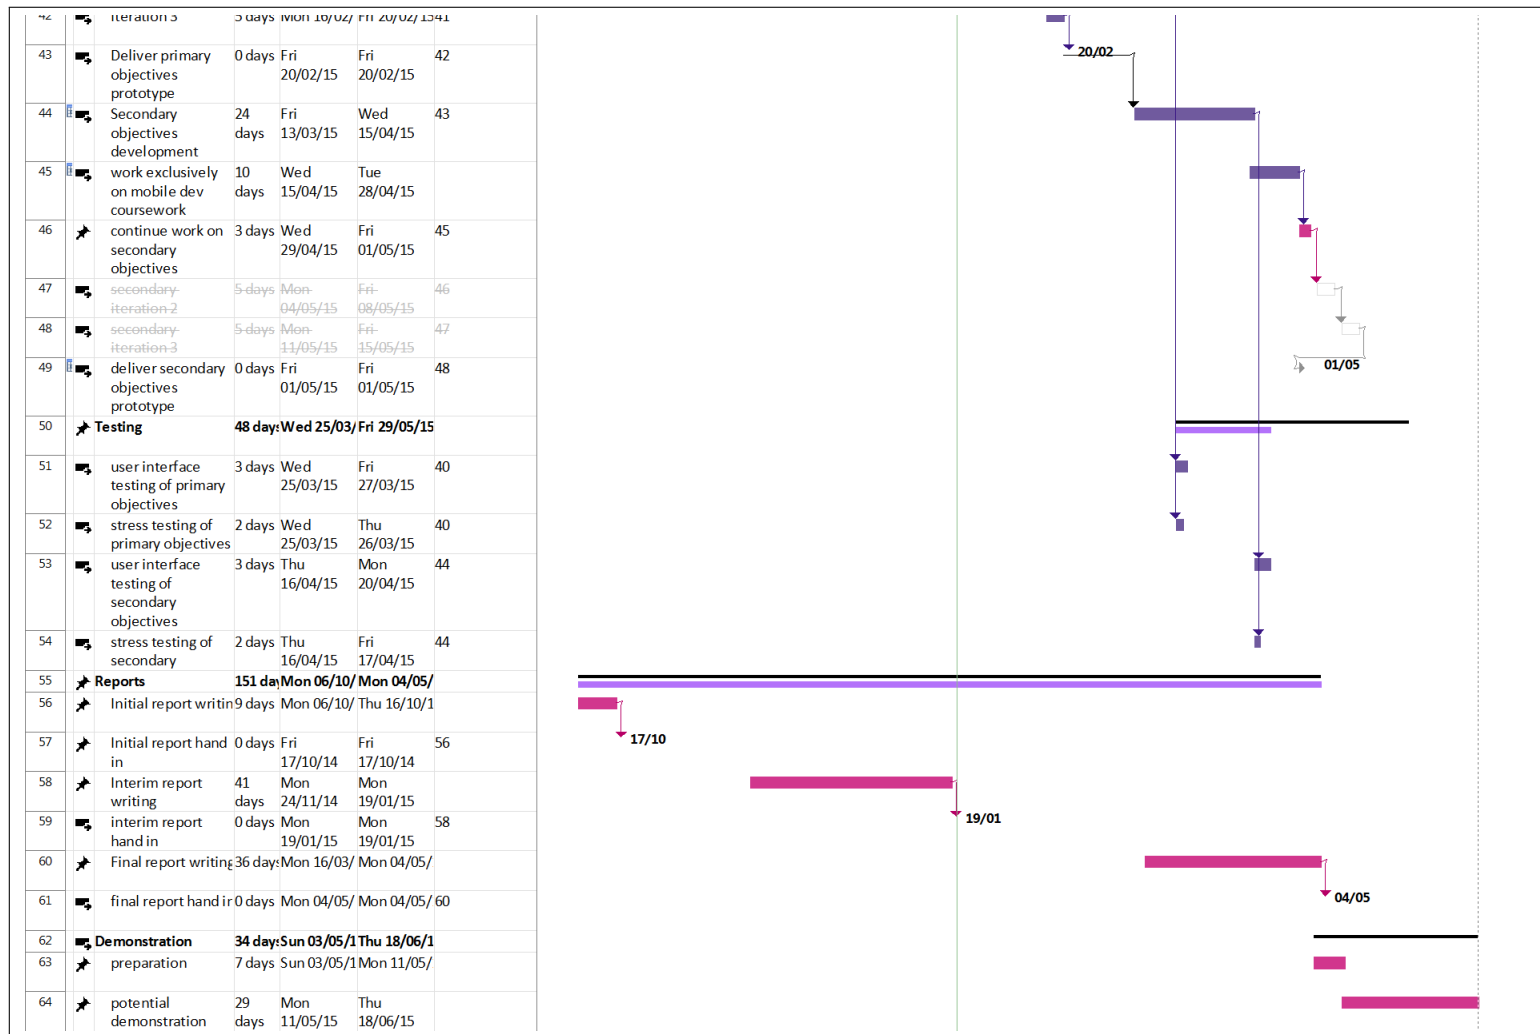 42 iteration 3 5 days Mon 16/02/ Fri 20/02/15 41
43 Deliver primary 0 days Fri Fri 42
objectives 20/02/15 20/02/15
prototype
20/02
44 Secondary 24 Fri Wed 43
objectives days 13/03/15 15/04/15
development
45 work exclusively 10 Wed Tue
on mobile dev days 15/04/15 28/04/15
coursework
46 continue work on 3 days Wed Fri 45
secondary 29/04/15 01/05/15
objectives
47 secondary 5 days Mon Fri 46
iteration 2 04/05/15 08/05/15
48 secondary 5 days Mon Fri 47
iteration 3 11/05/15 15/05/15
49 deliver secondary 0 days Fri Fri 48
objectives 01/05/15 01/05/15
prototype
01/05
50 Testing 48 days Wed 25/03/ Fri 29/05/15
51 user interface 3 days Wed Fri 40
testing of primary 25/03/15 27/03/15
objectives
52 stress testing of 2 days Wed Thu 40
primary objectives 25/03/15 26/03/15
53 user interface 3 days Thu Mon 44
testing of 16/04/15 20/04/15
secondary
objectives
54 stress testing of 2 days Thu Fri 44
secondary 16/04/15 17/04/15
55 Reports 151 day Mon 06/10/ Mon 04/05/
56 Initial report writin 9 days Mon 06/10/ Thu 16/10/1
57 Initial report hand 0 days Fri Fri 56
in 17/10/14 17/10/14
17/10
58 Interim report 41 Mon Mon
writing days 24/11/14 19/01/15
59 interim report 0 days Mon Mon 58
hand in 19/01/15 19/01/15
19/01
60 Final report writing 36 days Mon 16/03/ Mon 04/05/
61 final report hand in 0 days Mon 04/05/ Mon 04/05/ 60
04/05
62 Demonstration 34 days Sun 03/05/1 Thu 18/06/1
63 preparation 7 days Sun 03/05/1 Mon 11/05/
64 potential 29 Mon Thu
demonstration days 11/05/15 18/06/15